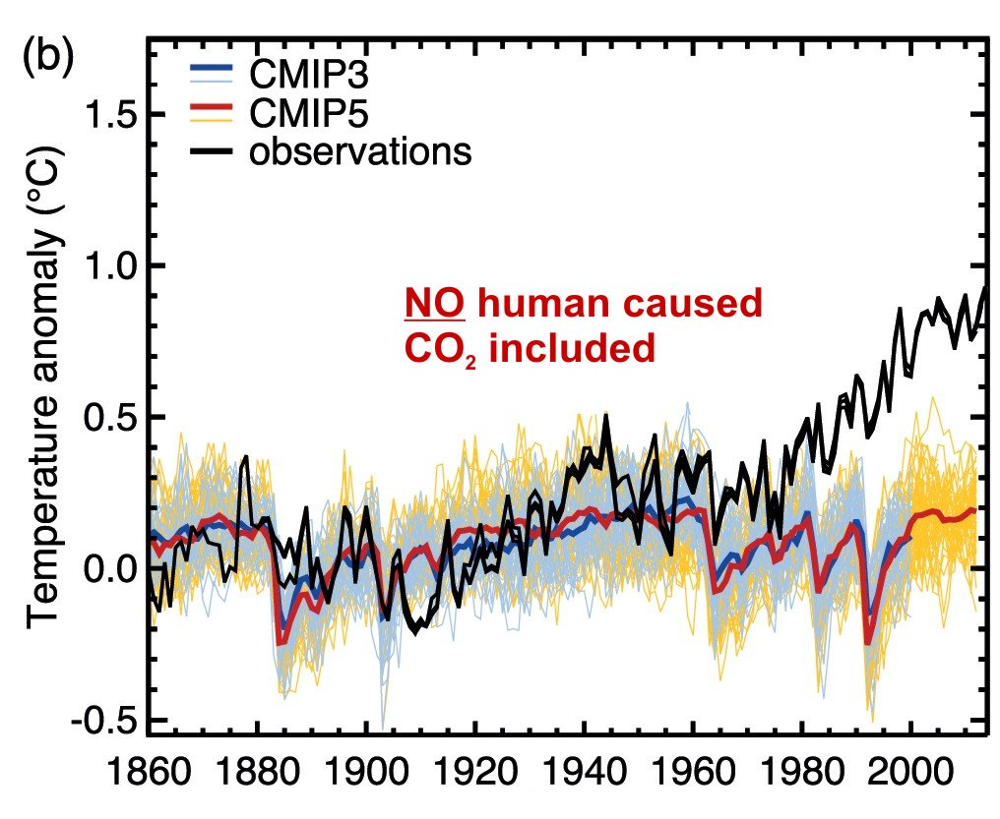 (b)
CMIP3
CMIP5
observations
NO human caused
CO₂ included
Temperature anomaly (°C)
1.5
1.0
0.5
0.0
-0.5
1860 1880 1900 1920 1940 1960 1980 2000